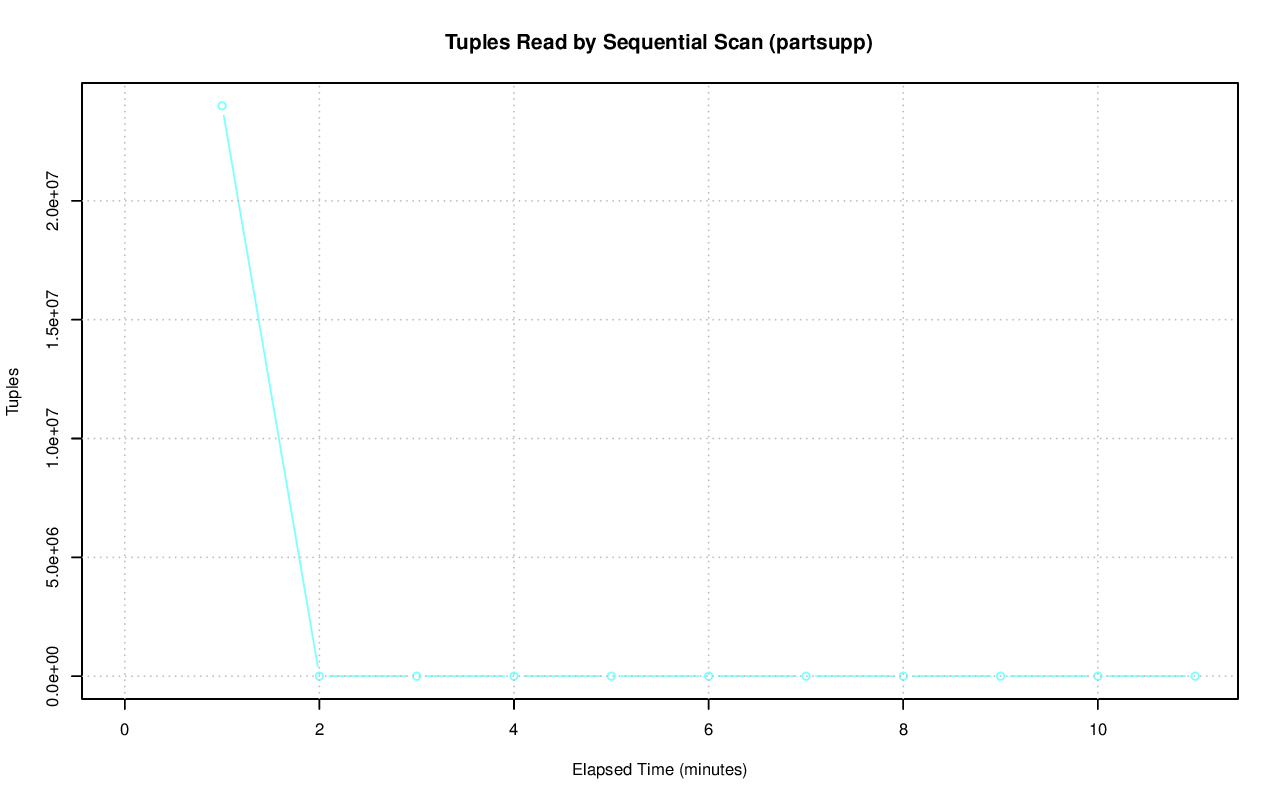 Tuples Read by Sequential Scan (partsupp)
2.0e+07
1.5e+07
1.0e+07
5.0e+06
0.0e+00
Tuples
0 2 4 6 8 10
Elapsed Time (minutes)